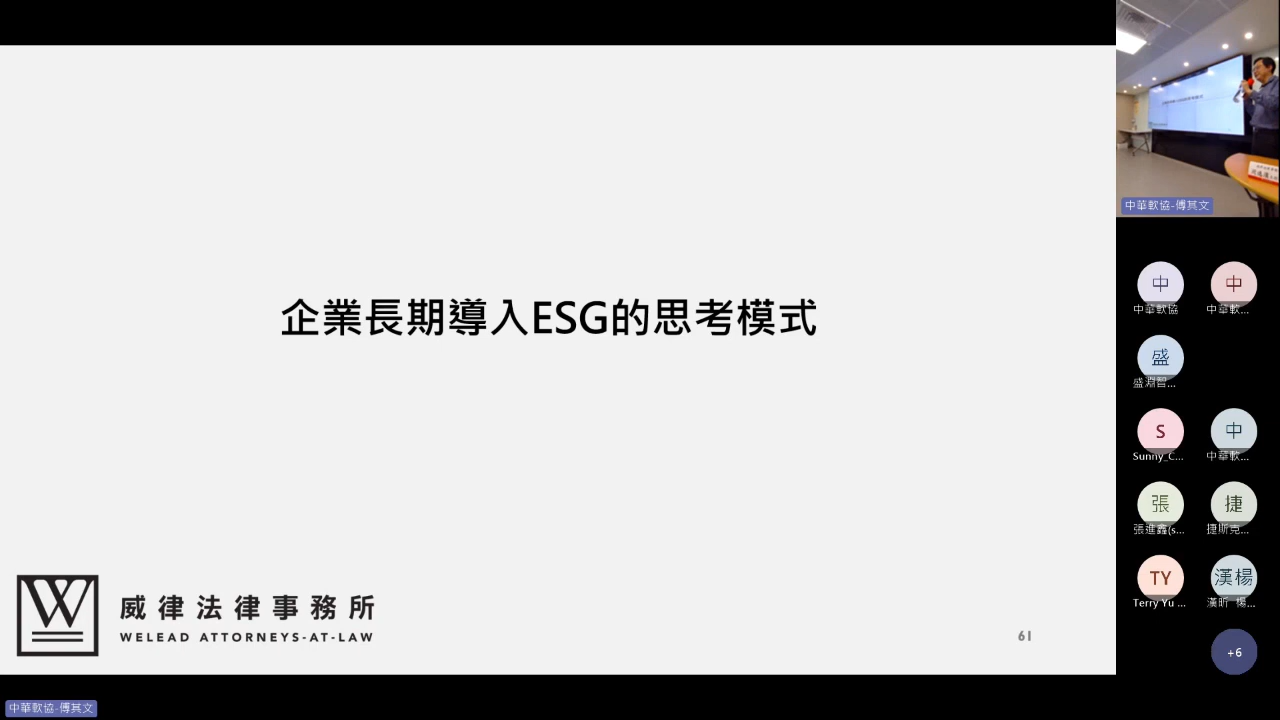 企業長期導入ESG的思考模式
W
威律法律事務所
WELEAD ATTORNEYS-AT-LAW
61
中華軟協-傅其文
中華軟協-傅其文
中
中華軟協
中
中華軟...
盛
盛淵智...
S
Sunny_C...
中
中華軟...
張
張進鑫(s...
捷
捷斯克...
TY
Terry Yu ...
漢楊
漢昕 楊...
+6